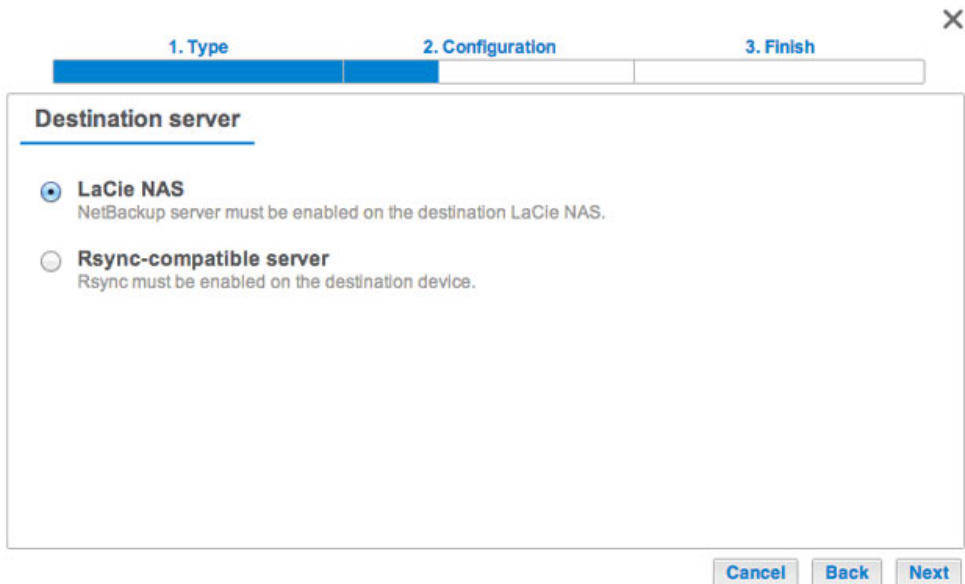 1. Type 2. Configuration 3. Finish
Destination server
LaCie NAS
NetBackup server must be enabled on the destination LaCie NAS.
Rsync-compatible server
Rsync must be enabled on the destination device.
Cancel Back Next